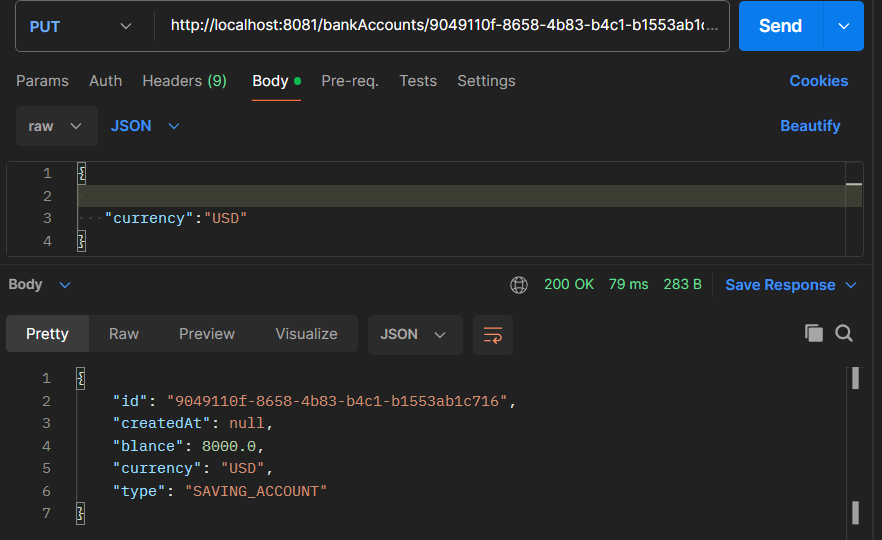 PUT http://localhost:8081/bankAccounts/9049110f-8658-4b83-b4c1-b1553ab1c... Send
Params Auth Headers (9) Body Pre-req. Tests Settings Cookies
raw JSON Beautify
1 {
2
3 "currency":"USD"
4 }
Body 200 OK 79 ms 283 B Save Response
Pretty Raw Preview Visualize JSON
1 {
2 "id": "9049110f-8658-4b83-b4c1-b1553ab1c716",
3 "createdAt": null,
4 "blance": 8000.0,
5 "currency": "USD",
6 "type": "SAVING_ACCOUNT"
7 }